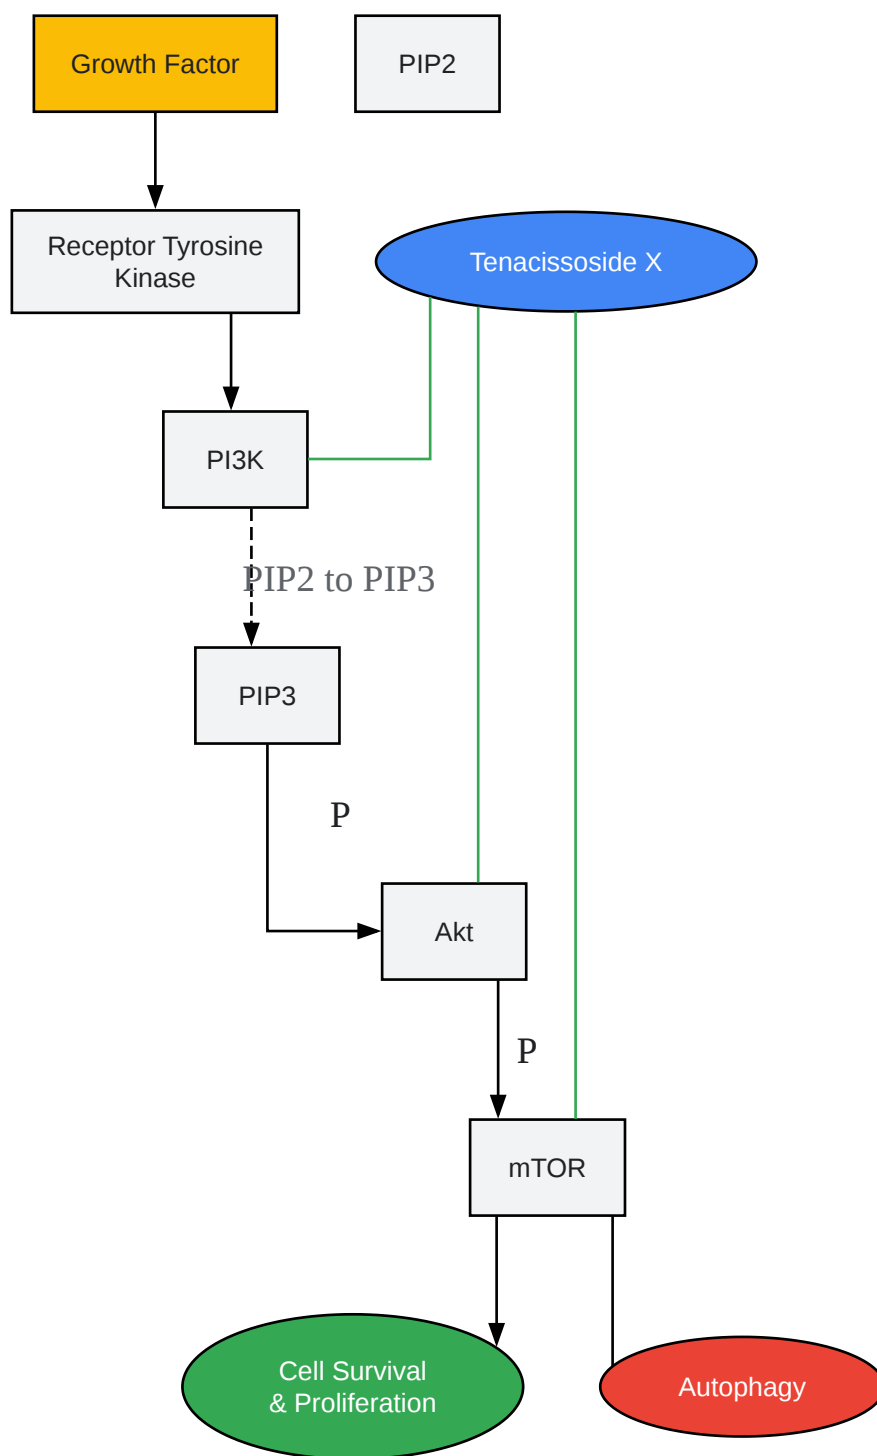 Growth Factor
PIP2
Receptor Tyrosine
Kinase
Tenacissoside X
PI3K
PIP2 to PIP3
PIP3
P
Akt
P
mTOR
Cell Survival
& Proliferation
Autophagy